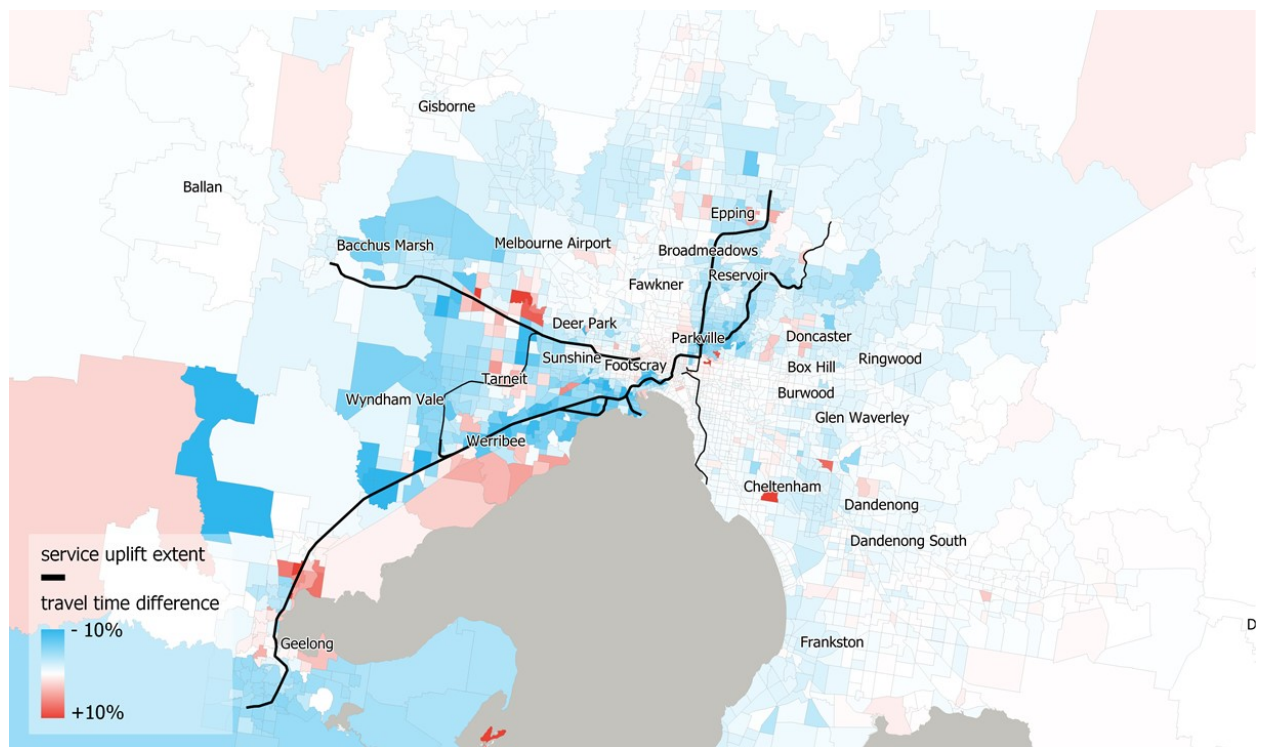 Gisborne
Ballan
Epping
Bacchus Marsh
Melbourne Airport
Broadmeadows
Reservoir
Fawkner
Deer Park
Parkville
Doncaster
Sunshine
Footscray
Box Hill
Ringwood
Tarneit
Burwood
Wyndham Vale
Glen Waverley
Werribee
Cheltenham
Dandenong
Dandenong South
service uplift extent
travel time difference
- 10%
+10%
Geelong
Frankston
D